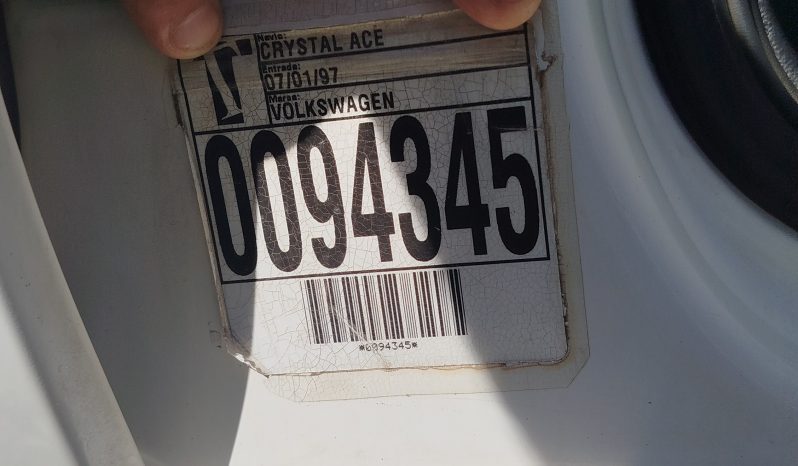 Navio:
CRYSTAL ACE
Entrada:
07/01/97
Marca:
VOLKSWAGEN
0094345
*0094345*